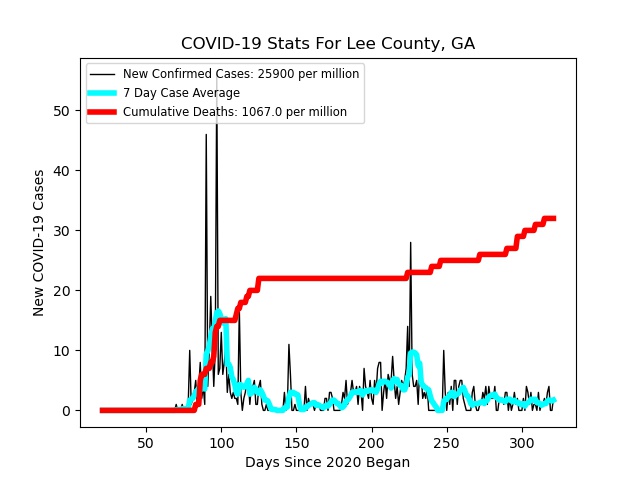 COVID-19 Stats For Lee County, GA
New Confirmed Cases: 25900 per million
7 Day Case Average
Cumulative Deaths: 1067.0 per million
New COVID-19 Cases
50
40
30
20
10
0
50 100 150 200 250 300
Days Since 2020 Began